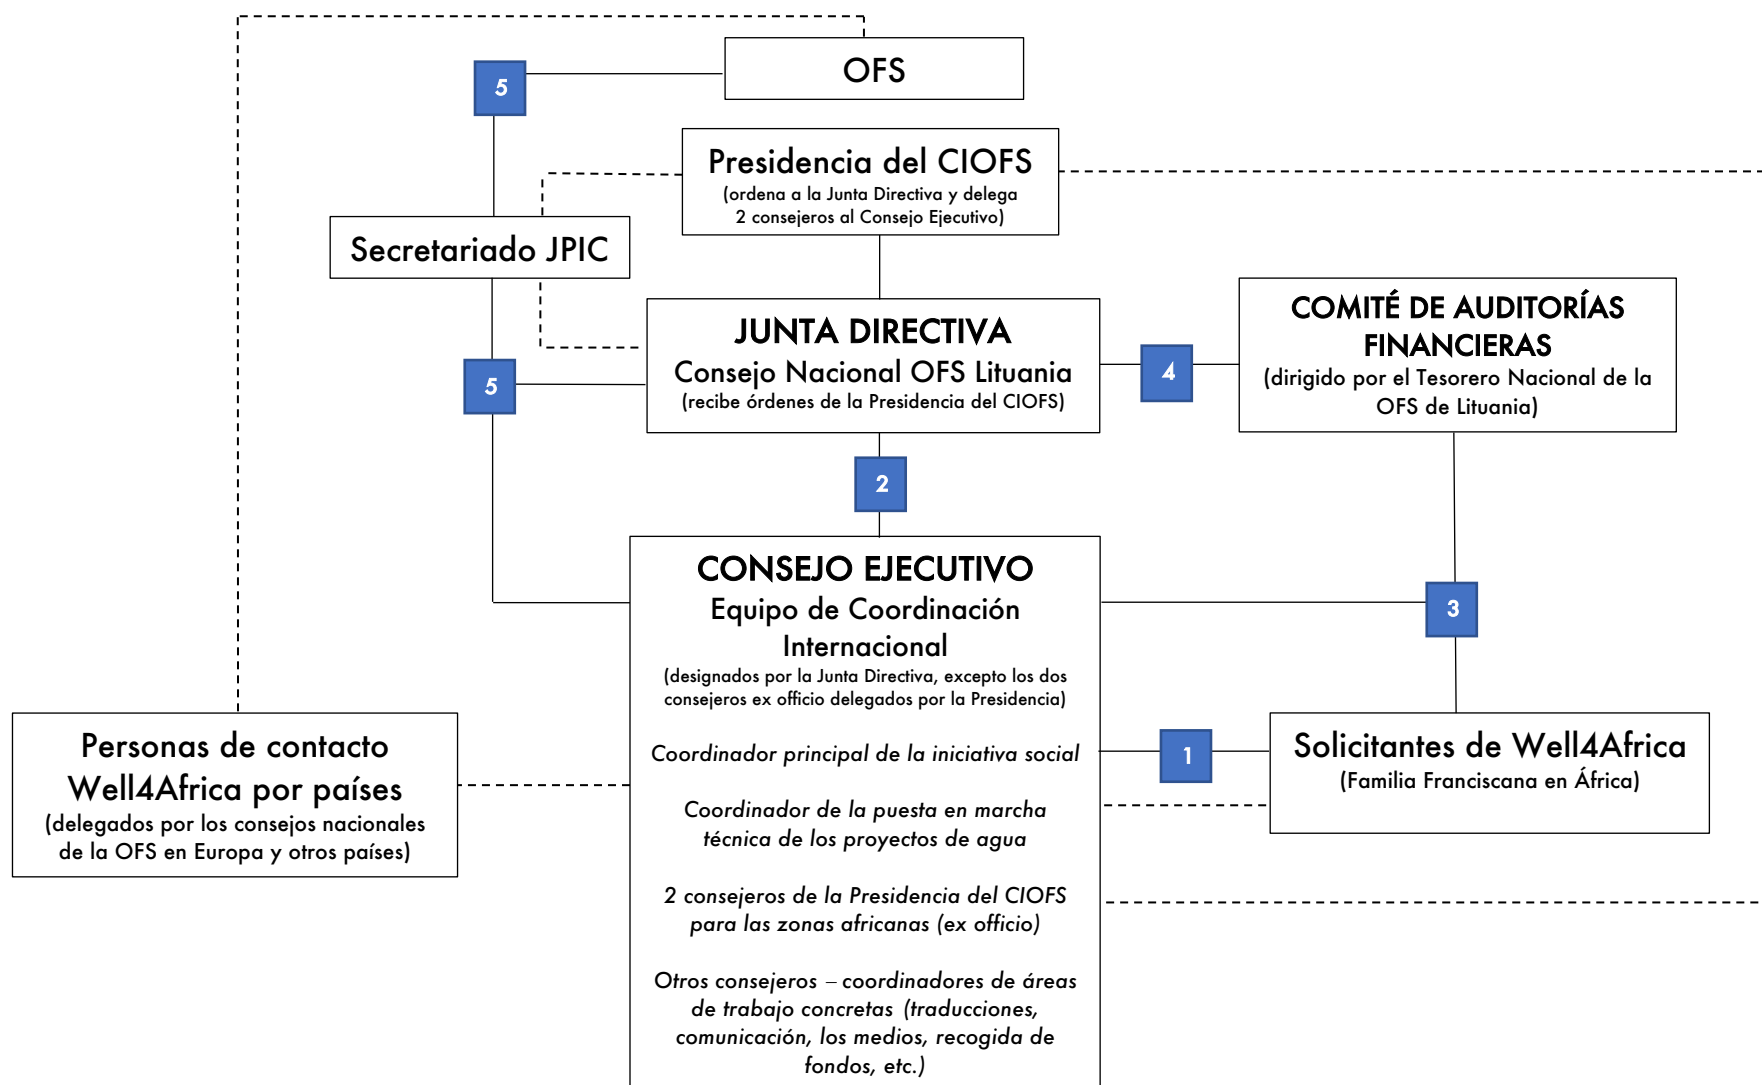 OFS
5
Presidencia del CIOFS
(ordena a la Junta Directiva y delega
2 consejeros al Consejo Ejecutivo)
Secretariado JPIC
JUNTA DIRECTIVA
Consejo Nacional OFS Lituania
(recibe órdenes de la Presidencia del CIOFS)
4
COMITÉ DE AUDITORÍAS
FINANCIERAS
(dirigido por el Tesorero Nacional de la
OFS de Lituania)
5
2
CONSEJO EJECUTIVO
Equipo de Coordinación
Internacional
(designados por la Junta Directiva, excepto los dos
consejeros ex officio delegados por la Presidencia)
Coordinador principal de la iniciativa social
Coordinador de la puesta en marcha
técnica de los proyectos de agua
2 consejeros de la Presidencia del CIOFS
para las zonas africanas (ex officio)
Otros consejeros – coordinadores de áreas
de trabajo concretas (traducciones,
comunicación, los medios, recogida de
fondos, etc.)
3
1
Personas de contacto
Well4Africa por países
(delegados por los consejos nacionales
de la OFS en Europa y otros países)
Solicitantes de Well4Africa
(Familia Franciscana en África)